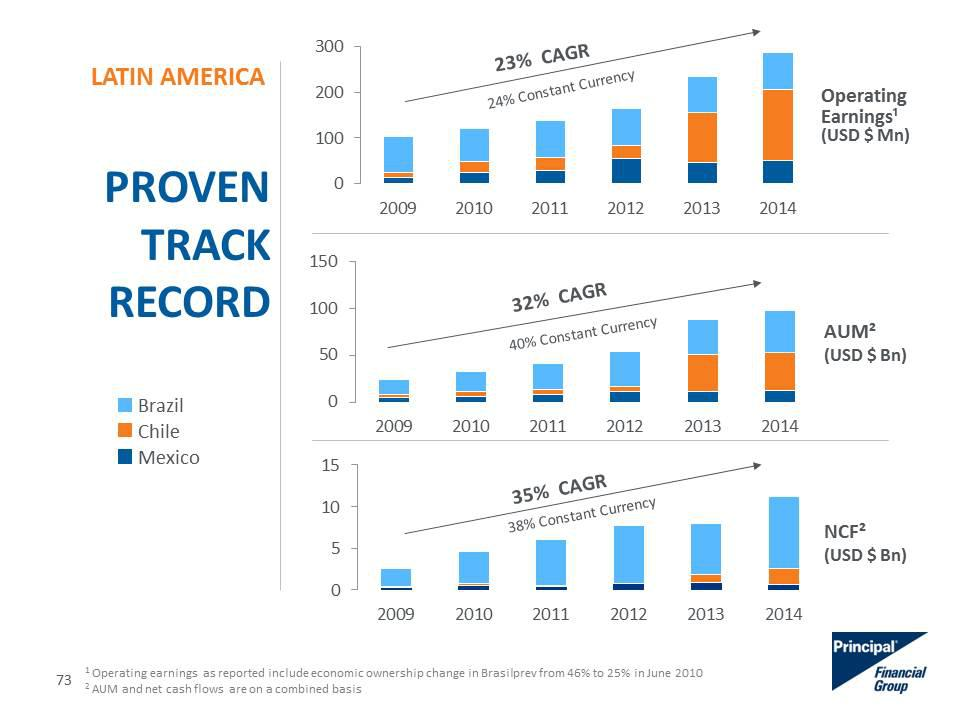 LATIN AMERICA
PROVEN
TRACK
RECORD
Brazil
Chile
Mexico
300
200
100
0
23% CAGR
24% Constant Currency
2009 2010 2011 2012 2013 2014
Operating
Earnings¹
(USD $ Mn)
150
100
50
0
32% CAGR
40% Constant Currency
2009 2010 2011 2012 2013 2014
AUM²
(USD $ Bn)
15
10
5
0
35% CAGR
38% Constant Currency
2009 2010 2011 2012 2013 2014
NCF²
(USD $ Bn)
73
¹ Operating earnings as reported include economic ownership change in Brasilprev from 46% to 25% in June 2010
² AUM and net cash flows are on a combined basis
Principal®
Financial
Group